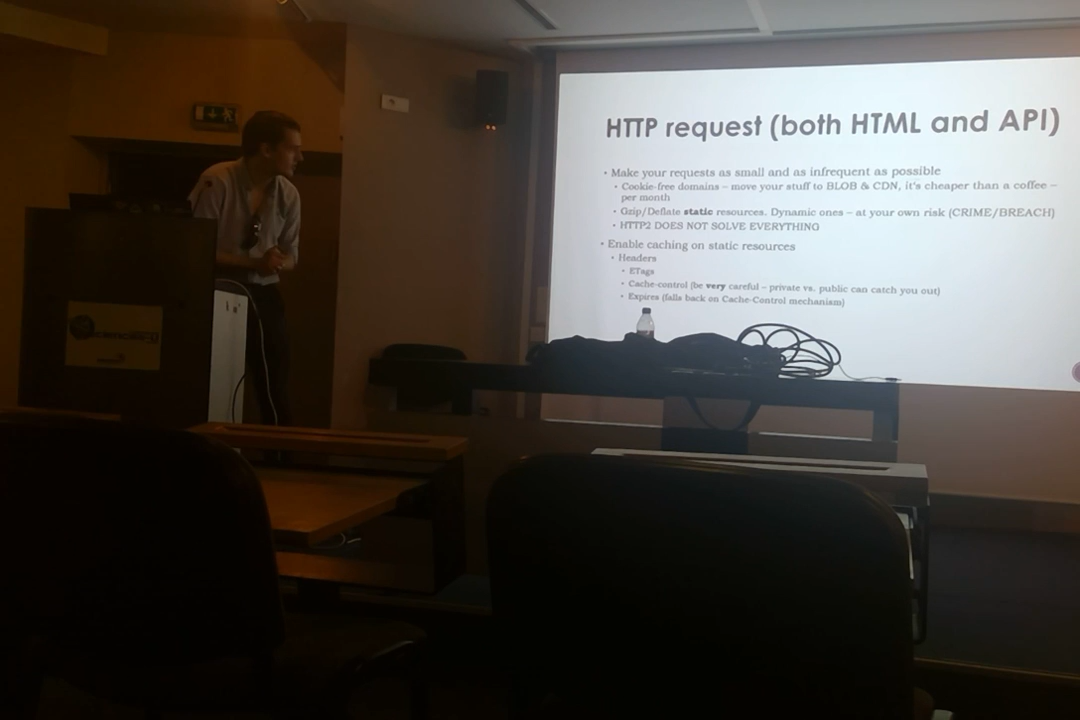 HTTP request (both HTML and API)
• Make your requests as small and as infrequent as possible
• Cookie-free domains – move your stuff to BLOB & CDN, it's cheaper than a coffee –
per month
• Gzip/Deflate static resources. Dynamic ones – at your own risk (CRIME/BREACH)
• HTTP2 DOES NOT SOLVE EVERYTHING
• Enable caching on static resources
• Headers
• ETags
• Cache-control (be very careful – private vs. public can catch you out)
• Expires (falls back on Cache-Control mechanism)